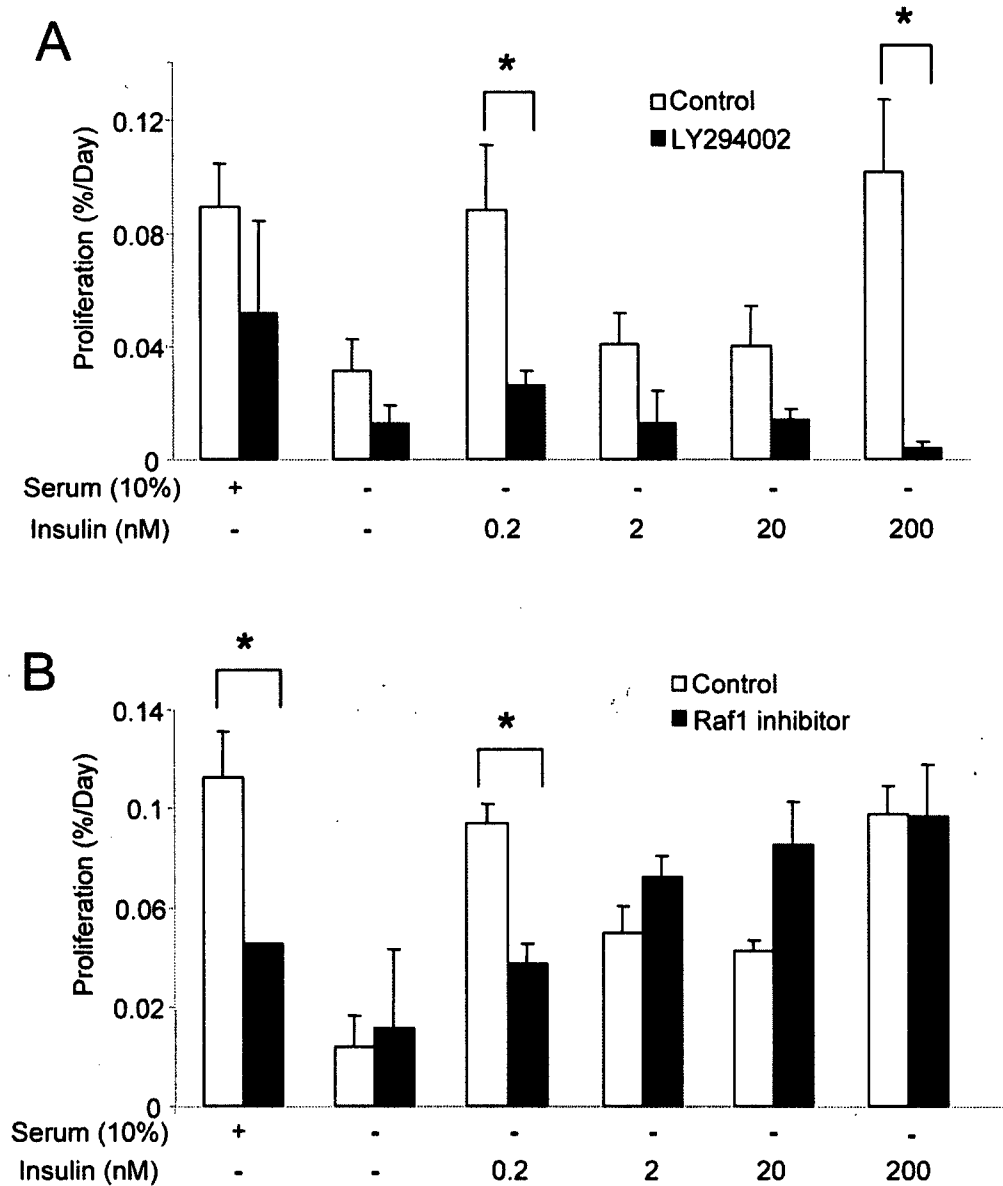 A
*
*
Control
LY294002
Proliferation (%/Day)
0.12
0.08
0.04
0
Serum (10%) + - - - - -
Insulin (nM) - - 0.2 2 20 200
B
*
*
Control
Raf1 inhibitor
Proliferation (%/Day)
0.14
0.1
0.06
0.02
0
Serum (10%) + - - - - -
Insulin (nM) - - 0.2 2 20 200